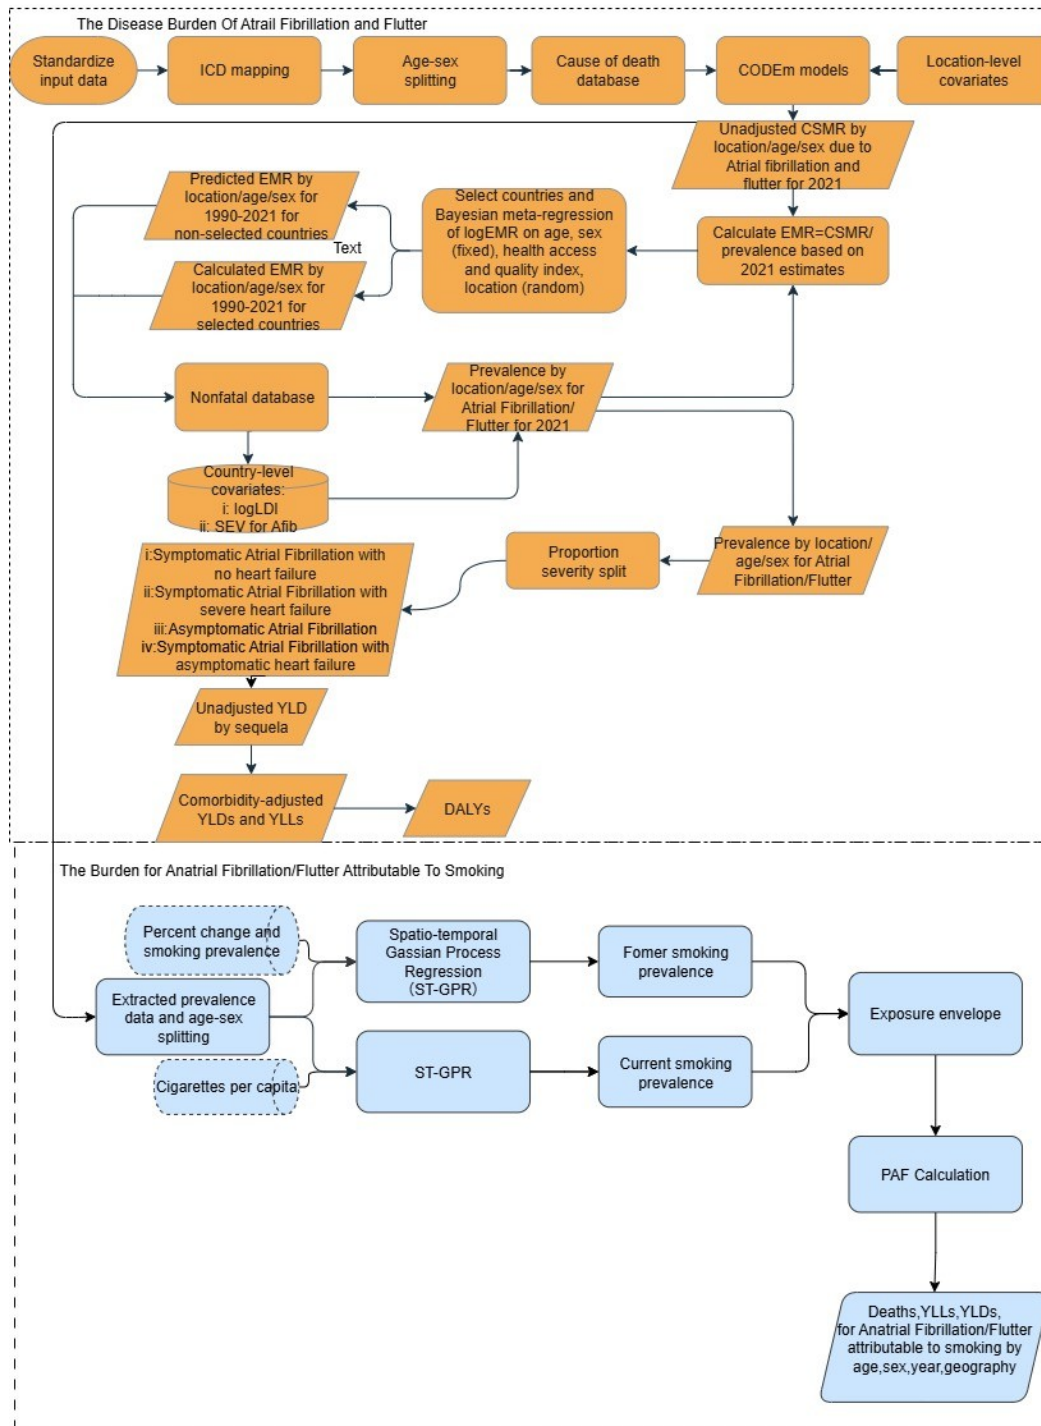 The Disease Burden Of Atrail Fibrillation and Flutter
Standardize
input data
ICD mapping
Age-sex
splitting
Cause of death
database
CODEm models
Location-level
covariates
Unadjusted CSMR by
location/age/sex due to
Atrial fibrillation and
flutter for 2021
Predicted EMR by
location/age/sex for
1990-2021 for
non-selected countries
Text
Calculated EMR by
location/age/sex for
1990-2021 for
selected countries
Select countries and
Bayesian meta-regression
of logEMR on age, sex
(fixed), health access
and quality index,
location (random)
Calculate EMR=CSMR/
prevalence based on
2021 estimates
Nonfatal database
Prevalence by
location/age/sex for
Atrial Fibrillation/
Flutter for 2021
Country-level
covariates:
i: logLDI
ii: SEV for Afib
i:Symptomatic Atrial Fibrillation with
no heart failure
ii:Symptomatic Atrial Fibrillation with
severe heart failure
iii:Asymptomatic Atrial Fibrillation
iv:Symptomatic Atrial Fibrillation with
asymptomatic heart failure
Proportion
severity split
Prevalence by location/
age/sex for Atrial
Fibrillation/Flutter
Unadjusted YLD
by sequela
Comorbidity-adjusted
YLDs and YLLs
DALYs
The Burden for Anatrial Fibrillation/Flutter Attributable To Smoking
Percent change and
smoking prevalence
Extracted prevalence
data and age-sex
splitting
Cigarettes per capita
Spatio-temporal
Gassian Process
Regression
(ST-GPR)
ST-GPR
Fomer smoking
prevalence
Current smoking
prevalence
Exposure envelope
PAF Calculation
Deaths,YLLs,YLDs,
for Anatrial Fibrillation/Flutter
attributable to smoking by
age,sex,year,geography